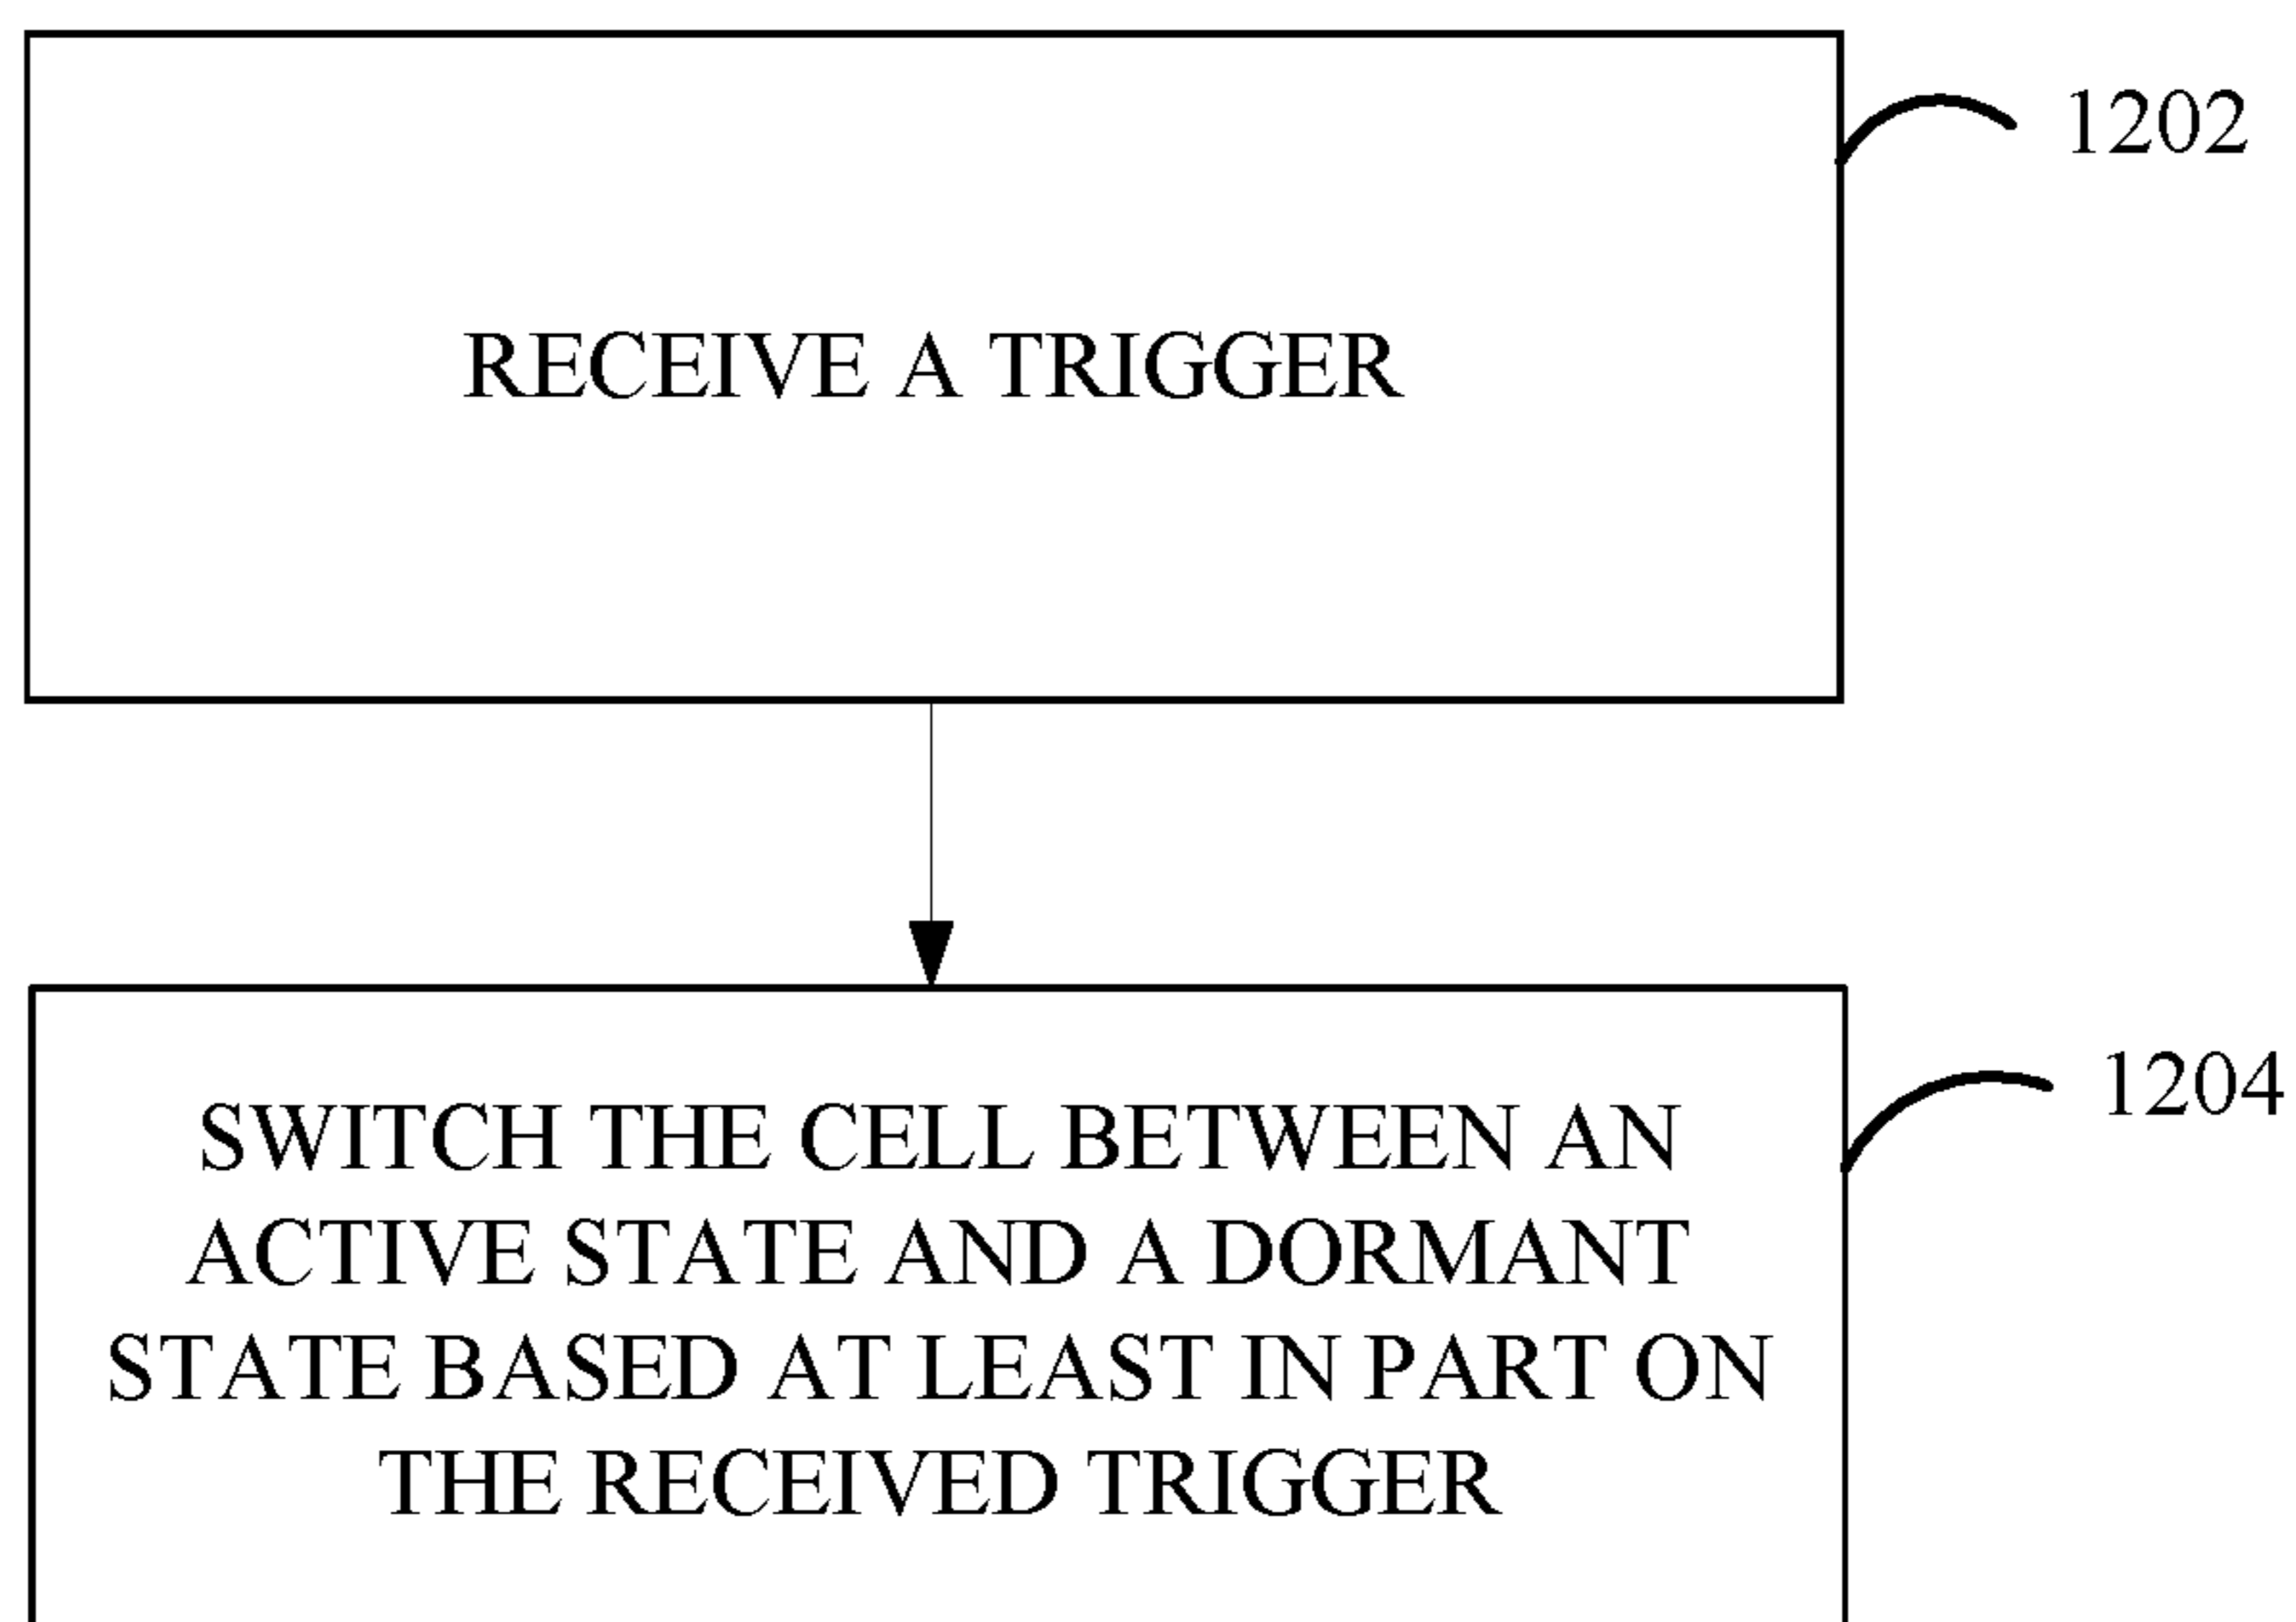 1202
RECEIVE A TRIGGER
1204
SWITCH THE CELL BETWEEN AN
ACTIVE STATE AND A DORMANT
STATE BASED AT LEAST IN PART ON
THE RECEIVED TRIGGER